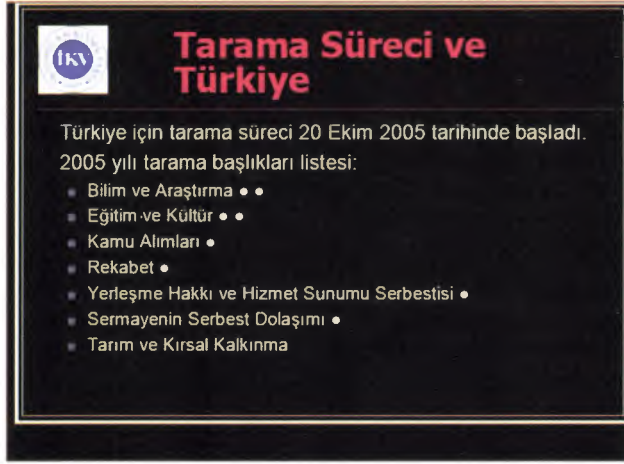 İKV
Tarama Süreci ve
Türkiye
Türkiye için tarama süreci 20 Ekim 2005 tarihinde başladı.
2005 yılı tarama başlıkları listesi:
Bilim ve Araştırma ● ●
Eğitim ve Kültür ● ●
Kamu Alımları ●
Rekabet ●
Yerleşme Hakkı ve Hizmet Sunumu Serbestisi ●
Sermayenin Serbest Dolaşımı ●
Tarım ve Kırsal Kalkınma